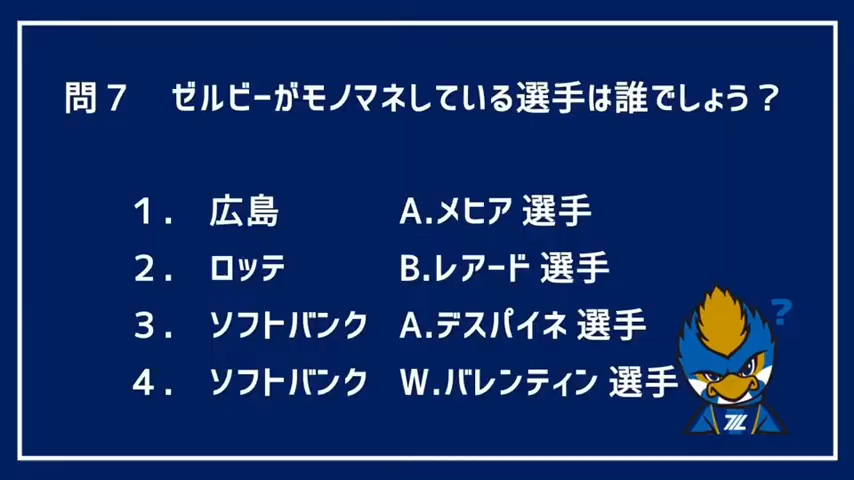 問７　ゼルビーがモノマネしている選手は誰でしょう？
１．　広島　A.メヒア 選手
２．　ロッテ　B.レアード 選手
３．　ソフトバンク　A.デスパイネ 選手
４．　ソフトバンク　W.バレンティン 選手
?